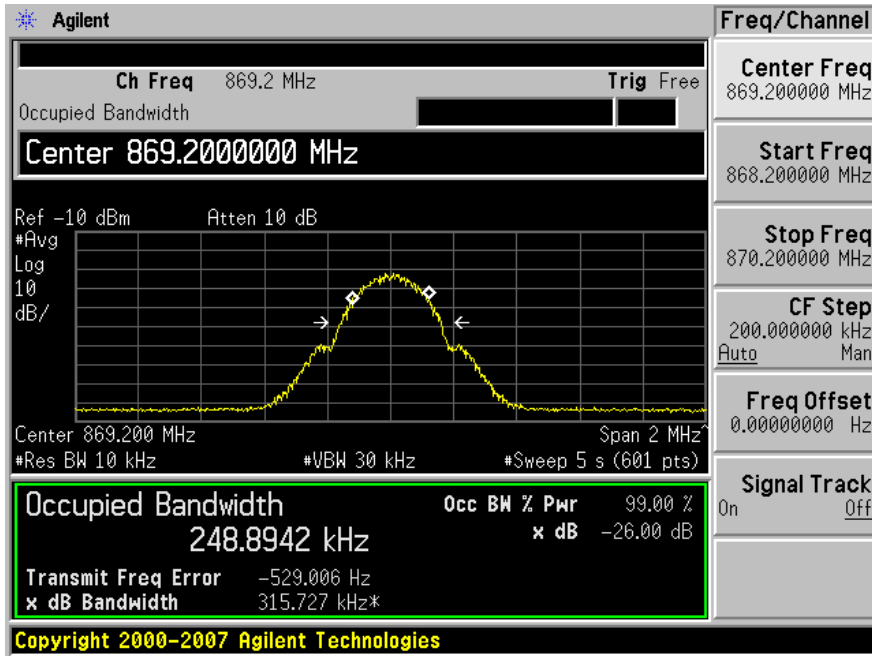 Agilent
Freq/Channel
Ch Freq 869.2 MHz Trig Free
Occupied Bandwidth
Center 869.2000000 MHz
Ref -10 dBm Atten 10 dB
#Avg
Log
10
dB/
Center 869.200 MHz Span 2 MHz^
#Res BW 10 kHz #VBW 30 kHz #Sweep 5 s (601 pts)
Occupied Bandwidth Occ BW % Pwr 99.00 %
248.8942 kHz x dB -26.00 dB
Transmit Freq Error -529.006 Hz
x dB Bandwidth 315.727 kHz*
Copyright 2000-2007 Agilent Technologies
Center Freq
869.200000 MHz
Start Freq
868.200000 MHz
Stop Freq
870.200000 MHz
CF Step
200.000000 kHz
Auto Man
Freq Offset
0.00000000 Hz
Signal Track
On Off